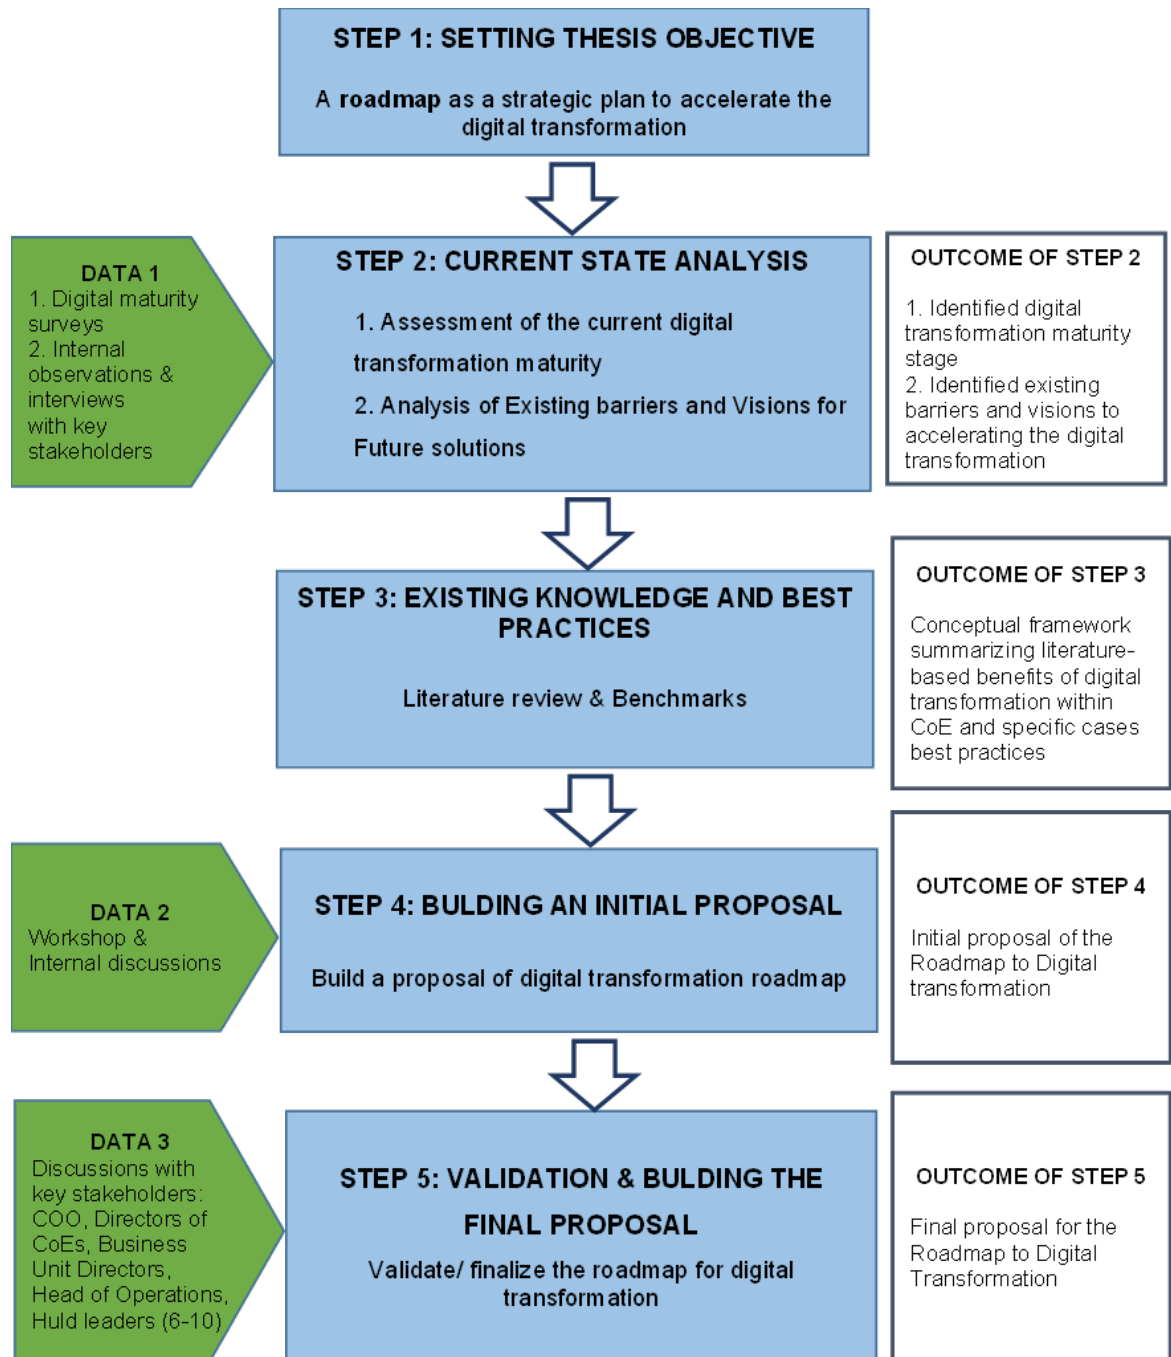 STEP 1: SETTING THESIS OBJECTIVE
A roadmap as a strategic plan to accelerate the
digital transformation
DATA 1
1. Digital maturity
surveys
2. Internal
observations &
interviews
with key
stakeholders
STEP 2: CURRENT STATE ANALYSIS
1. Assessment of the current digital
transformation maturity
2. Analysis of Existing barriers and Visions for
Future solutions
OUTCOME OF STEP 2
1. Identified digital
transformation maturity
stage
2. Identified existing
barriers and visions to
accelerating the digital
transformation
STEP 3: EXISTING KNOWLEDGE AND BEST
PRACTICES
Literature review & Benchmarks
OUTCOME OF STEP 3
Conceptual framework
summarizing literature-
based benefits of digital
transformation within
CoE and specific cases
best practices
DATA 2
Workshop &
Internal discussions
STEP 4: BULDING AN INITIAL PROPOSAL
Build a proposal of digital transformation roadmap
OUTCOME OF STEP 4
Initial proposal of the
Roadmap to Digital
transformation
DATA 3
Discussions with
key stakeholders:
COO, Directors of
CoEs, Business
Unit Directors,
Head of Operations,
Huld leaders (6-10)
STEP 5: VALIDATION & BULDING THE
FINAL PROPOSAL
Validate/ finalize the roadmap for digital
transformation
OUTCOME OF STEP 5
Final proposal for the
Roadmap to Digital
Transformation